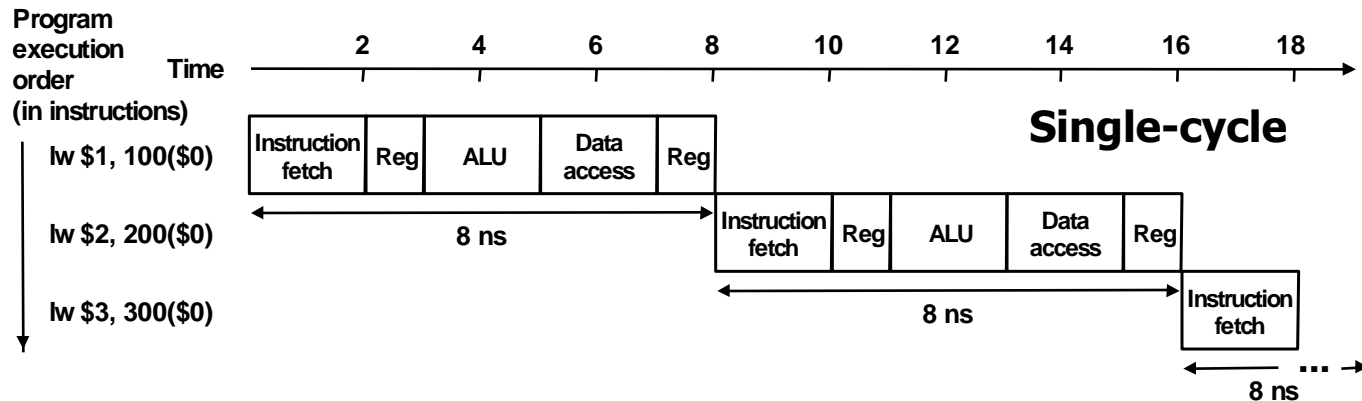 Program
execution
order
(in instructions)
Time
2 4 6 8 10 12 14 16 18
Single-cycle
lw $1, 100($0)
Instruction
fetch
Reg
ALU
Data
access
Reg
8 ns
lw $2, 200($0)
Instruction
fetch
Reg
ALU
Data
access
Reg
8 ns
lw $3, 300($0)
Instruction
fetch
...
8 ns